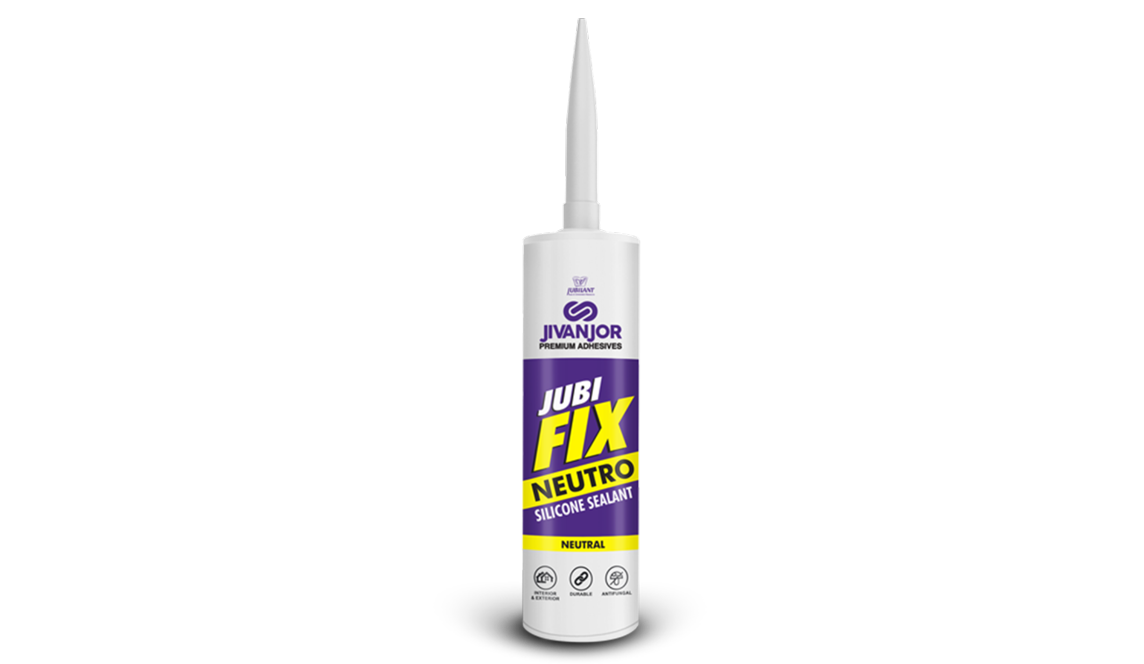 JUBILANT
JIVANJOR
PREMIUM ADHESIVES
JUBI
FIX
NEUTRO
SILICONE SEALANT
NEUTRAL
INTERIOR
& EXTERIOR
DURABLE
ANTIFUNGAL